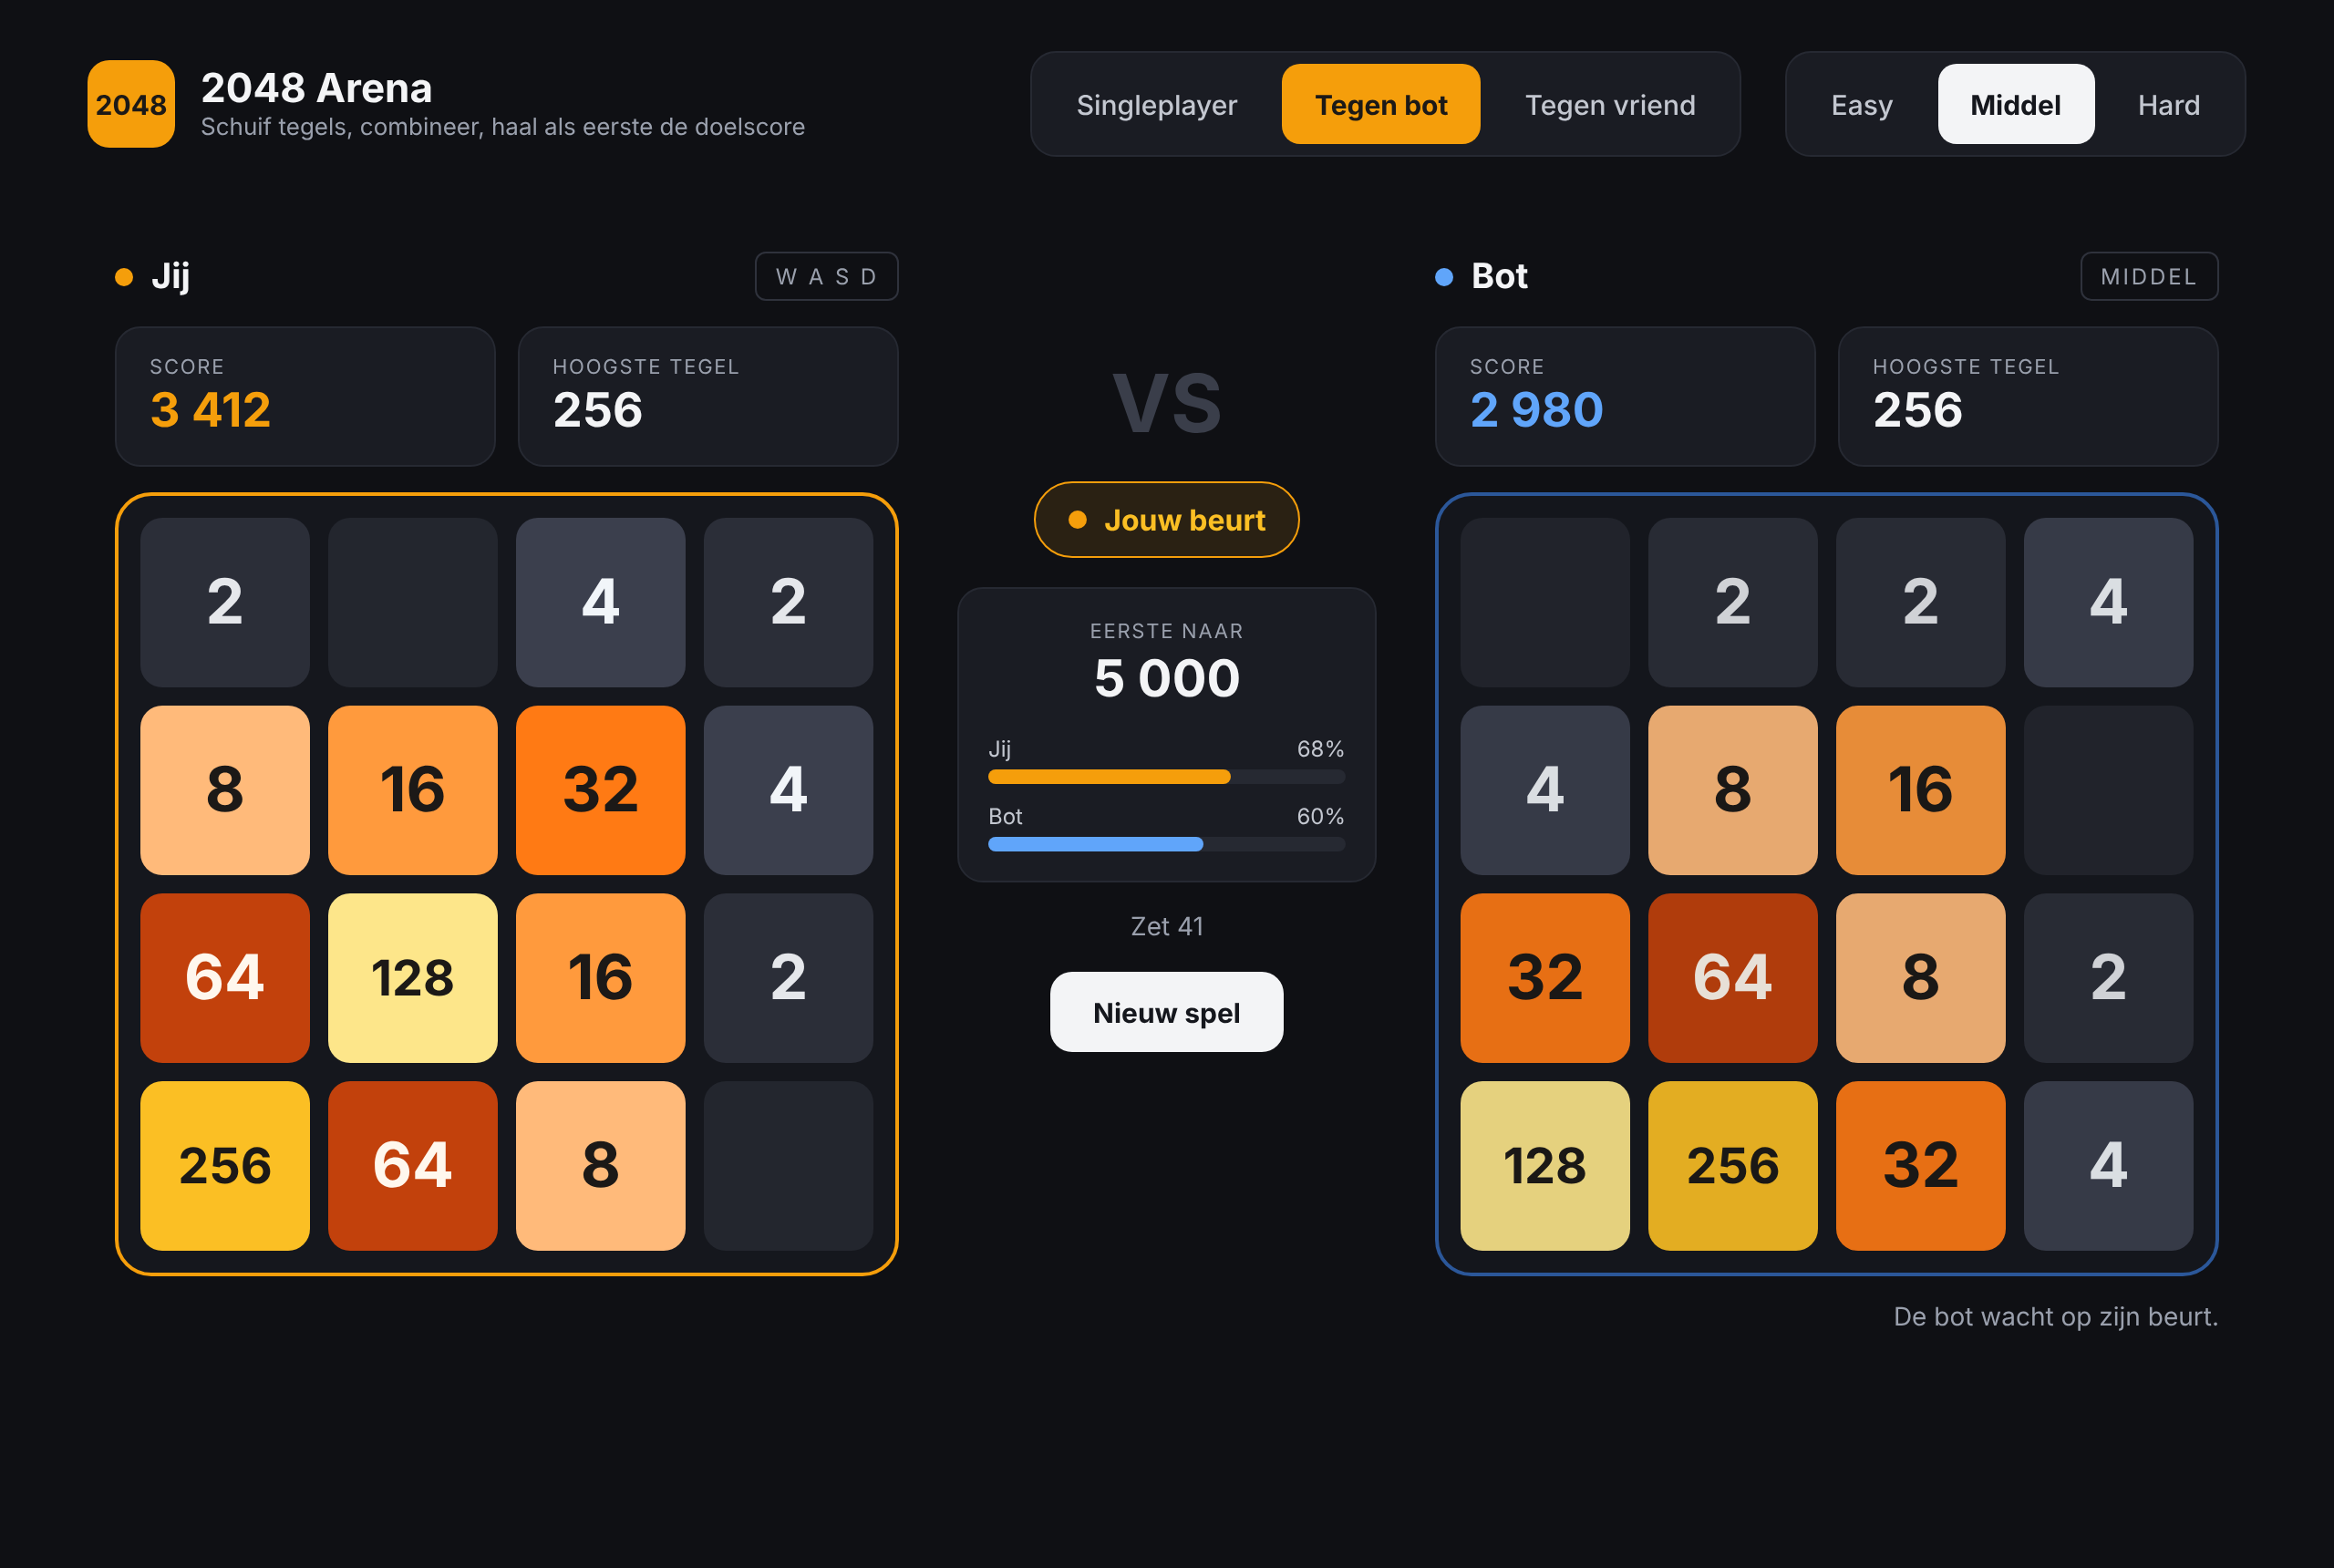 2048
2048 Arena
Schuif tegels, combineer, haal als eerste de doelscore
Singleplayer Tegen bot Tegen vriend
Easy Middel Hard
Jij
W A S D
SCORE
3 412
HOOGSTE TEGEL
256
2 4 2
8 16 32 4
64 128 16 2
256 64 8
VS
Jouw beurt
EERSTE NAAR
5 000
Jij 68%
Bot 60%
Zet 41
Nieuw spel
Bot
MIDDEL
SCORE
2 980
HOOGSTE TEGEL
256
2 2 4
4 8 16
32 64 8 2
128 256 32 4
De bot wacht op zijn beurt.